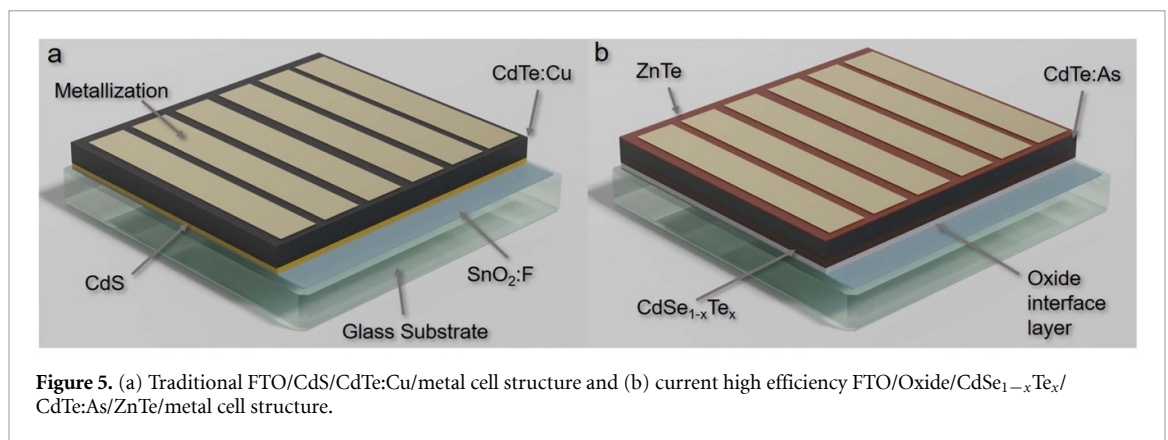 a
Metallization
CdTe:Cu
CdS
SnO₂:F
Glass Substrate
b
ZnTe
CdTe:As
CdSe₁₋ₓTeₓ
Oxide
interface
layer
Figure 5. (a) Traditional FTO/CdS/CdTe:Cu/metal cell structure and (b) current high efficiency FTO/Oxide/CdSe₁₋ₓTeₓ/
CdTe:As/ZnTe/metal cell structure.